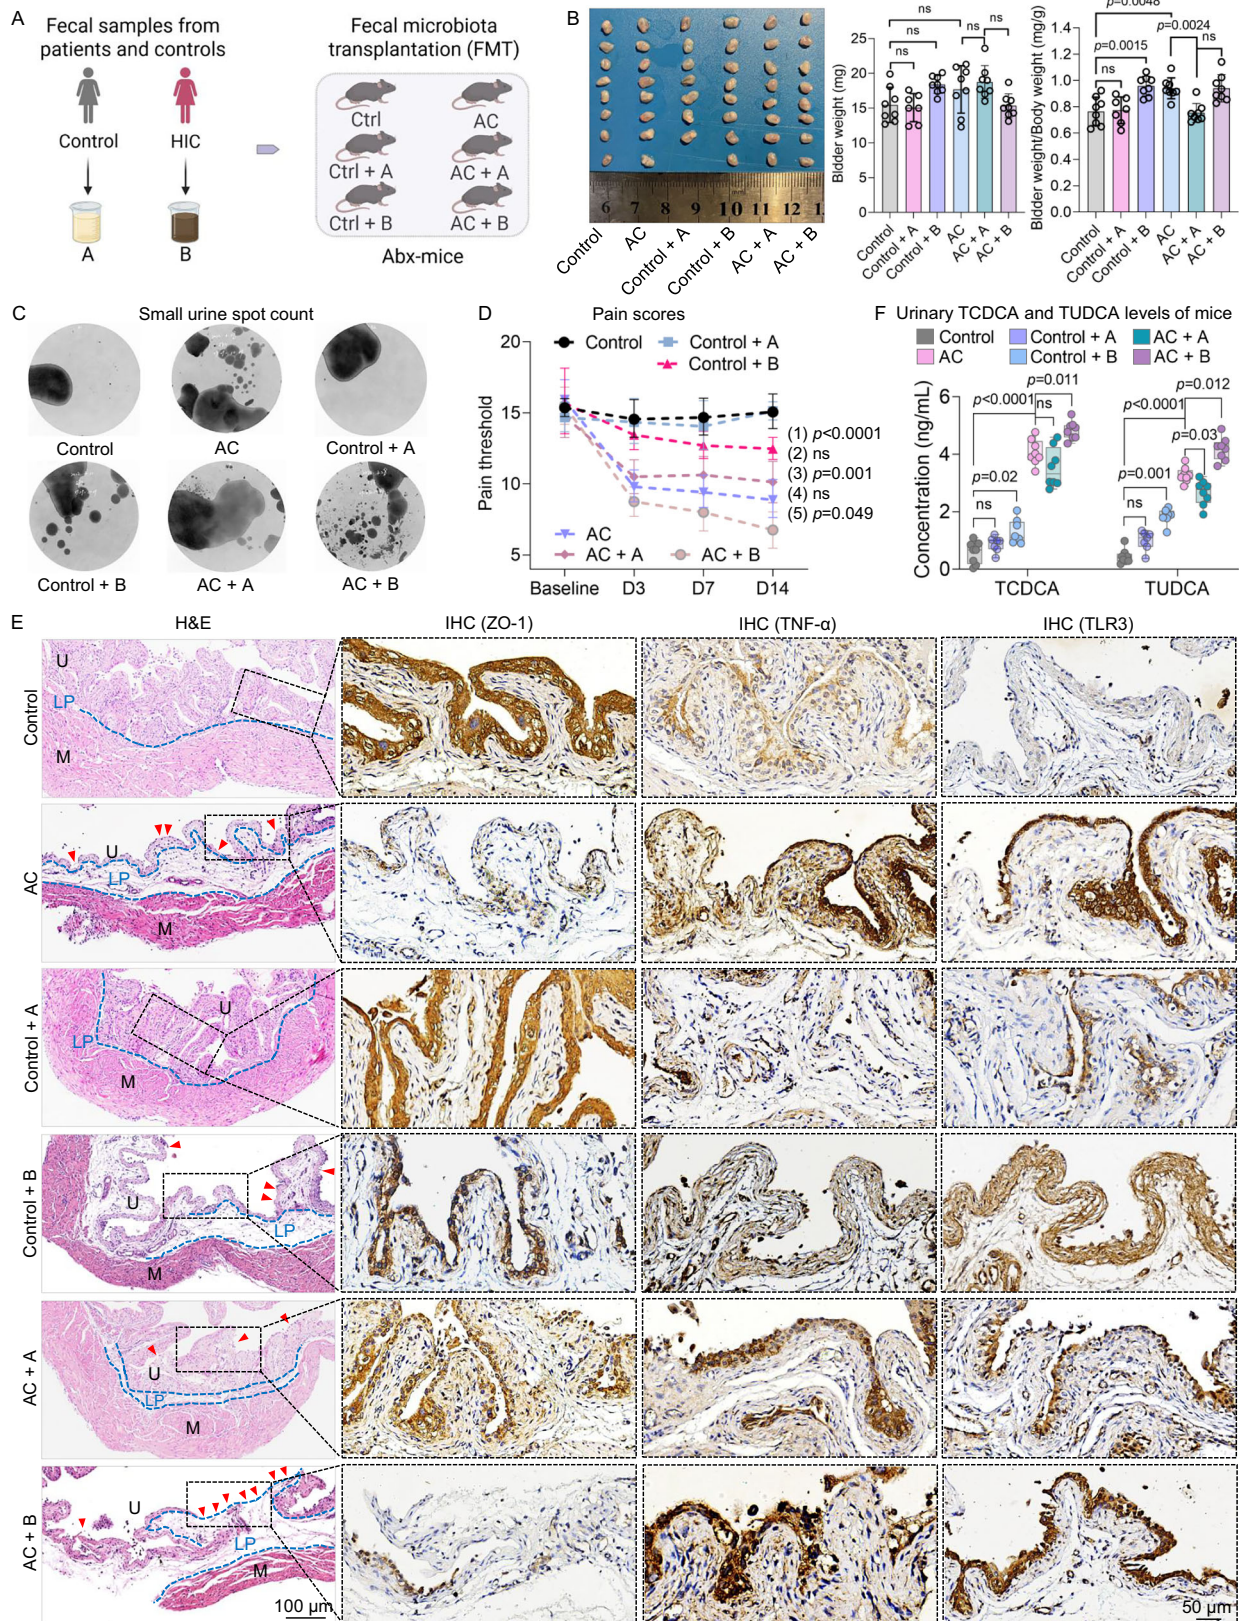 A
Fecal samples from
patients and controls
Control
HIC
A
B
Fecal microbiota
transplantation (FMT)
Ctrl
AC
Ctrl + A
AC + A
Ctrl + B
AC + B
Abx-mice
B
6 7 8 9 10 11 12
Control
AC
Control + A
Control + B
AC + A
AC + B
Bldder weight (mg)
25
20
15
10
5
0
ns
ns
ns
ns
ns
Control
Control + A
Control + B
AC
AC + A
AC + B
Bldder weight/Body weight (mg/g)
1.0
0.8
0.6
0.4
0.2
0.0
p=0.0048
p=0.0024
p=0.0015
ns
ns
Control
Control + A
Control + B
AC
AC + A
AC + B
C
Small urine spot count
Control
AC
Control + A
Control + B
AC + A
AC + B
D
Pain scores
Pain threshold
20
15
10
5
Control
Control + A
Control + B
AC
AC + A
AC + B
(1) p<0.0001
(2) ns
(3) p=0.001
(4) ns
(5) p=0.049
Baseline
D3
D7
D14
F
Urinary TCDCA and TUDCA levels of mice
Control
Control + A
AC + A
AC
Control + B
AC + B
Concentration (ng/mL)
6
4
2
0
p=0.011
p<0.0001
ns
p=0.02
ns
p=0.012
p<0.0001
p=0.03
p=0.001
ns
TCDCA
TUDCA
E
H&E
IHC (ZO-1)
IHC (TNF-α)
IHC (TLR3)
Control
U
LP
M
AC
U
LP
M
Control + A
U
LP
M
Control + B
U
LP
M
AC + A
U
LP
M
AC + B
U
LP
M
100 μm
50 μm